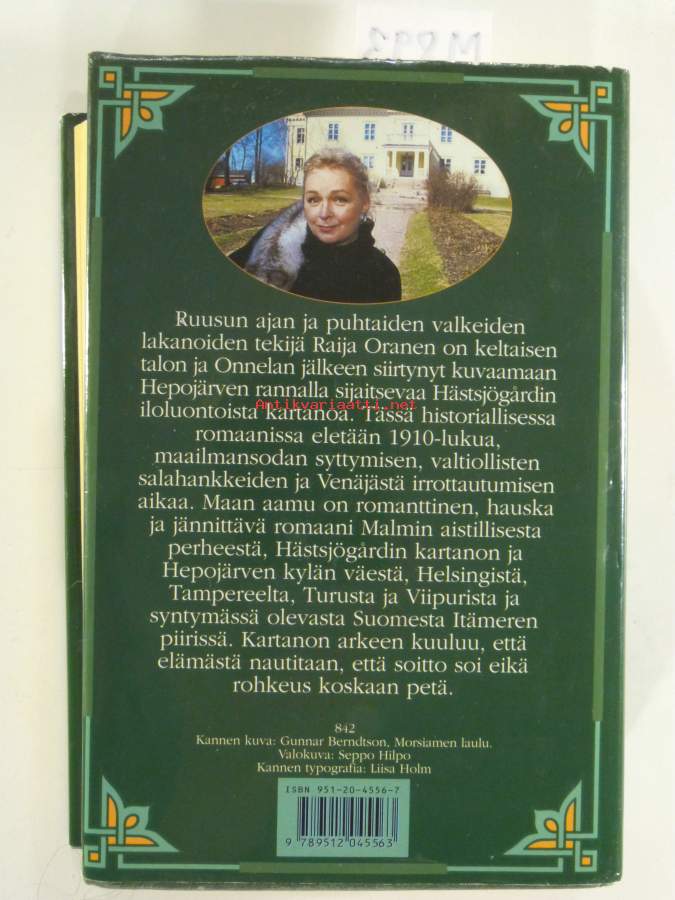 M093
Ruusun ajan ja puhtaiden valkeiden
lakanoiden tekijä Raija Oranen on keltaisen
talon ja Onnelan jälkeen siirtynyt kuvaamaan
Hepojärven rannalla sijaitsevaa Hästsjögårdin
iloluontoista kartanoa. Tässä historiallisessa
Antikvariaatti.net
romaanissa eletään 1910-lukua,
maailmansodan syttymisen, valtiollisten
salahankkeiden ja Venäjästä irrottautumisen
aikaa. Maan aamu on romanttinen, hauska
ja jännittävä romaani Malmin aistillisesta
perheestä, Hästsjögårdin kartanon ja
Hepojärven kylän väestä, Helsingistä,
Tampereelta, Turusta ja Viipurista ja
syntymässä olevasta Suomesta Itämeren
piirissä. Kartanon arkeen kuuluu, että
elämästä nautitaan, että soitto soi eikä
rohkeus koskaan petä.
842
Kannen kuva: Gunnar Berndtson, Morsiamen laulu.
Valokuva: Seppo Hilpo
Kannen typografia: Liisa Holm
ISBN 951-20-4556-7
9 789512 045563